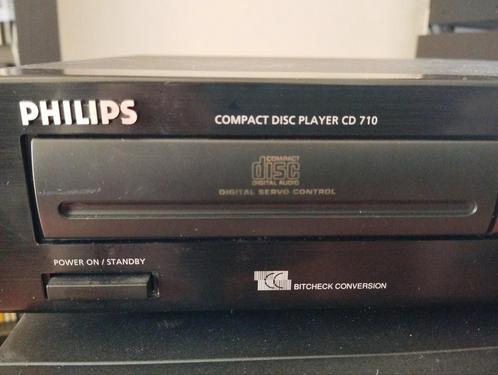 PHILIPS
COMPACT DISC PLAYER CD 710
COMPACT
disc
DIGITAL AUDIO
DIGITAL SERVO CONTROL
POWER ON / STANDBY
BITCHECK CONVERSION